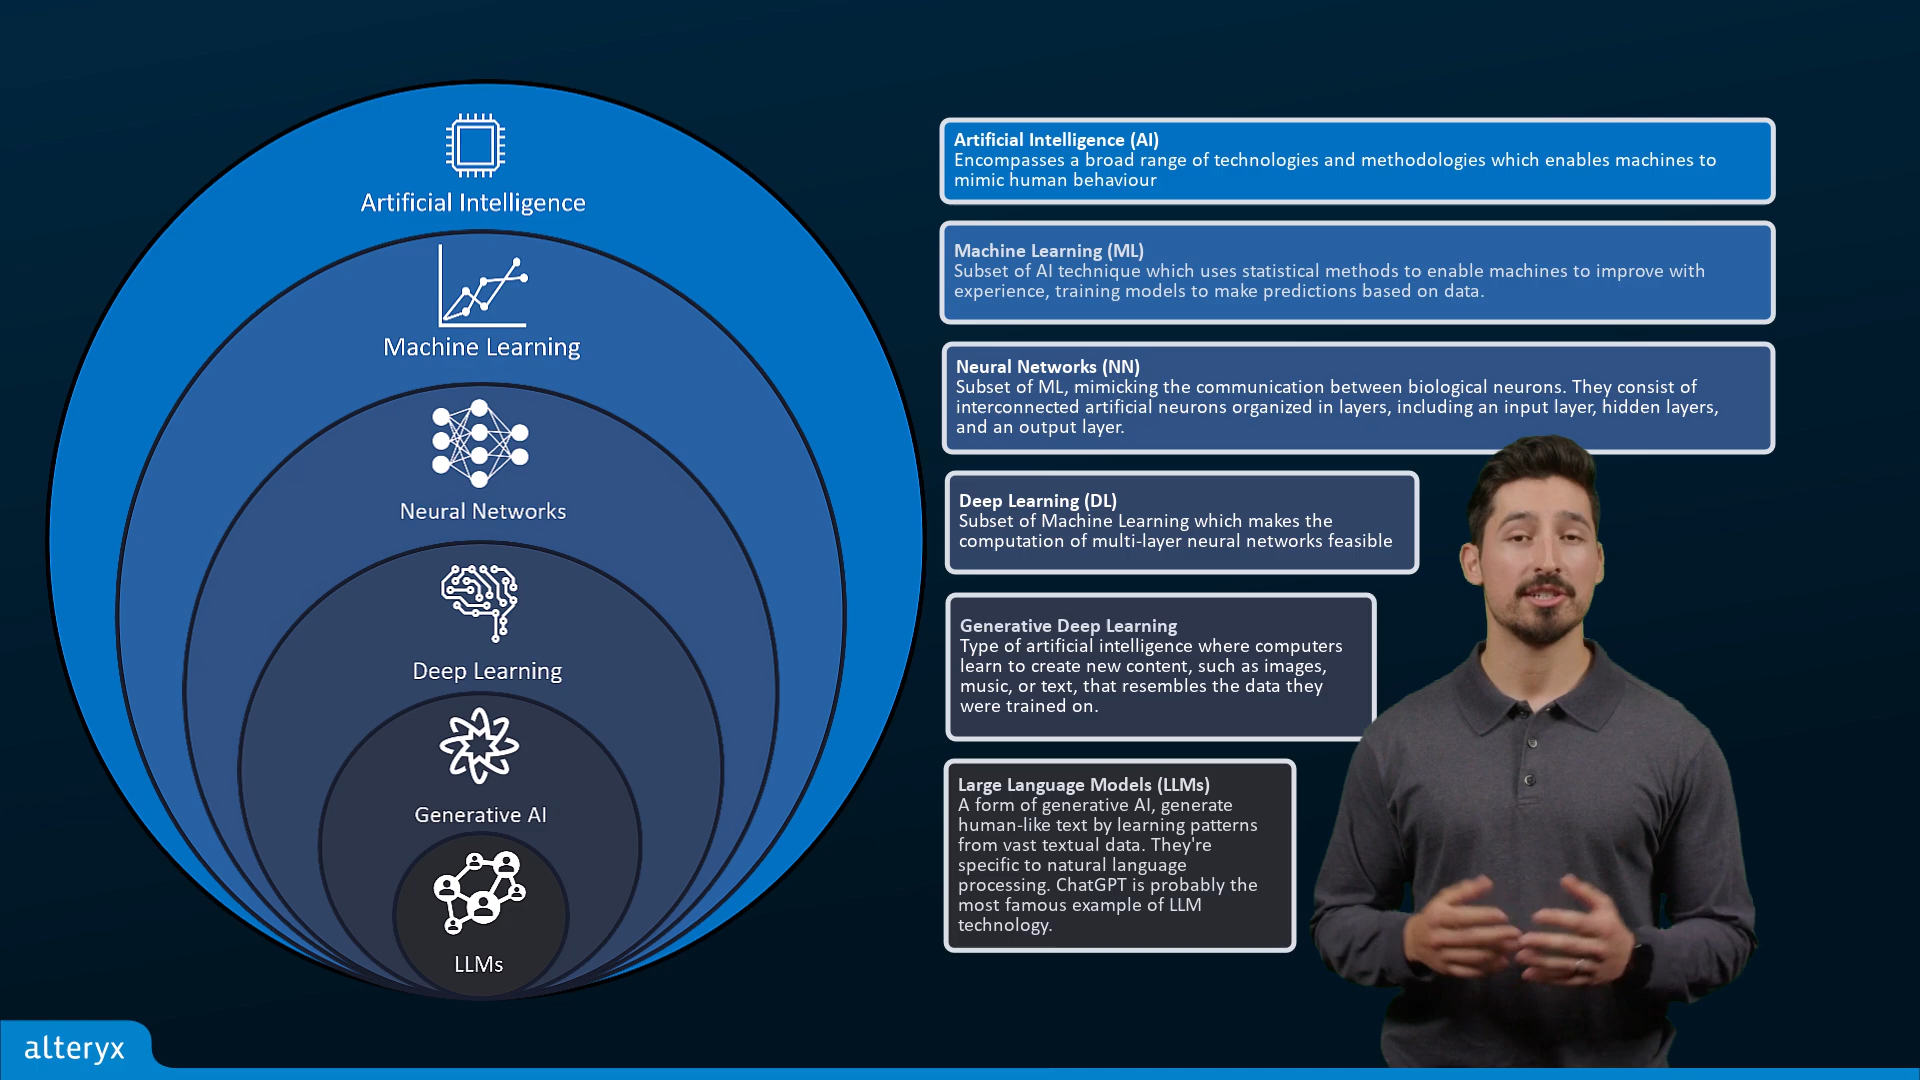 Artificial Intelligence
Machine Learning
Neural Networks
Deep Learning
Generative AI
LLMs
Artificial Intelligence (AI)
Encompasses a broad range of technologies and methodologies which enables machines to
mimic human behaviour
Machine Learning (ML)
Subset of AI technique which uses statistical methods to enable machines to improve with
experience, training models to make predictions based on data.
Neural Networks (NN)
Subset of ML, mimicking the communication between biological neurons. They consist of
interconnected artificial neurons organized in layers, including an input layer, hidden layers,
and an output layer.
Deep Learning (DL)
Subset of Machine Learning which makes the
computation of multi-layer neural networks feasible
Generative Deep Learning
Type of artificial intelligence where computers
learn to create new content, such as images,
music, or text, that resembles the data they
were trained on.
Large Language Models (LLMs)
A form of generative AI, generate
human-like text by learning patterns
from vast textual data. They're
specific to natural language
processing. ChatGPT is probably the
most famous example of LLM
technology.
alteryx